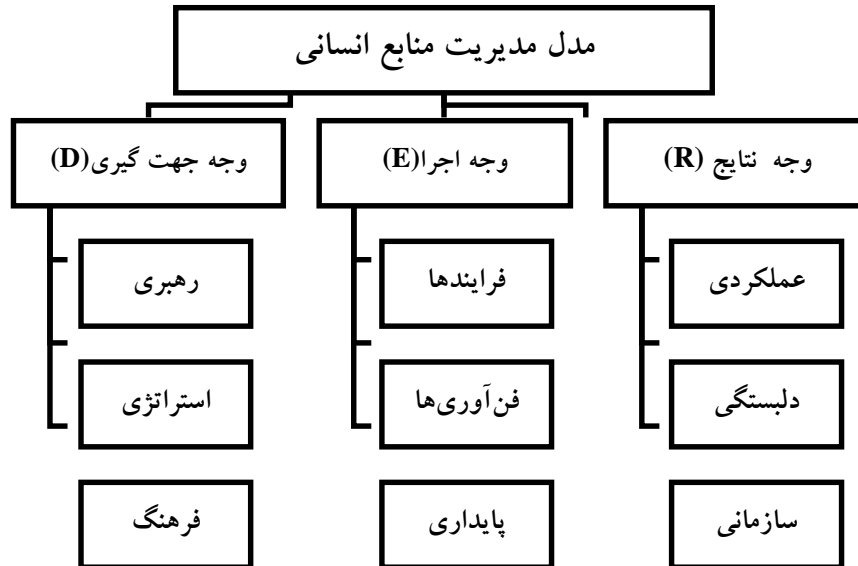 مدل مدیریت منابع انسانی
وجه نتایج (R)
وجه اجرا(E)
وجه جهت گیری(D)
عملکردی
فرایندها
رهبری
دلبستگی
فن‌آوری‌ها
استراتژی
سازمانی
پایداری
فرهنگ